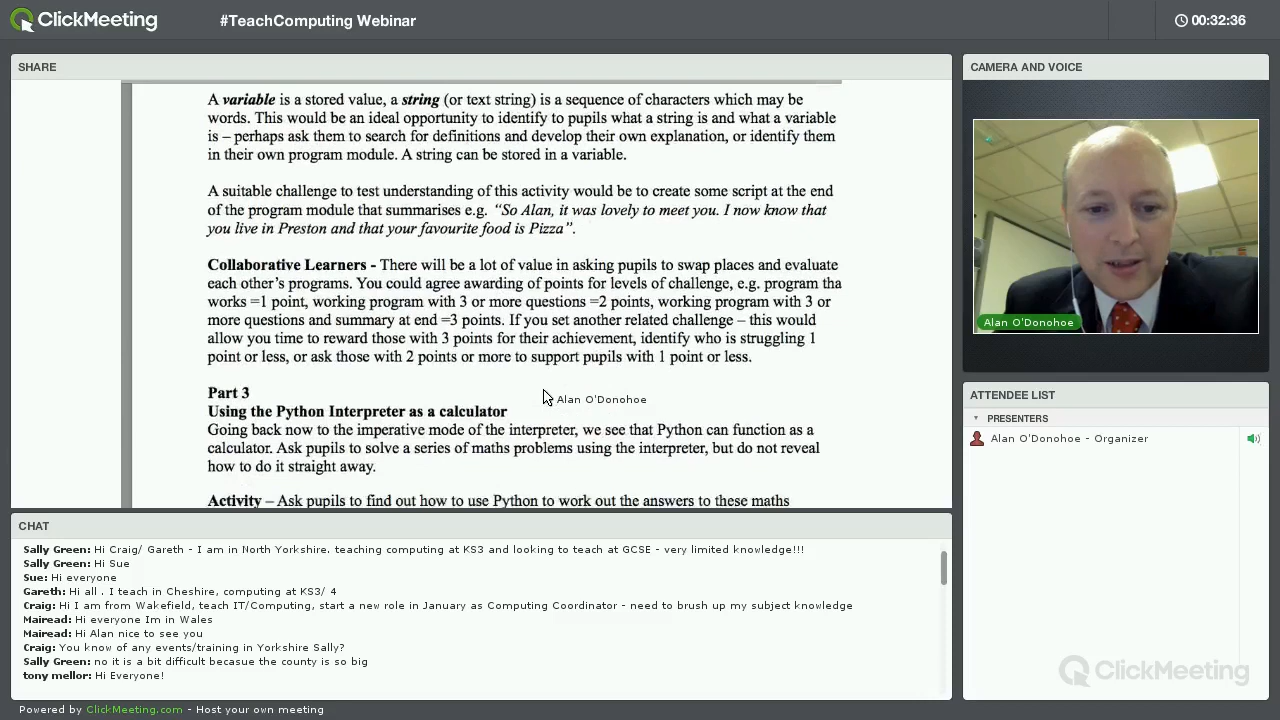 ClickMeeting
#TeachComputing Webinar
00:32:36
SHARE
A variable is a stored value, a string (or text string) is a sequence of characters which may be
words. This would be an ideal opportunity to identify to pupils what a string is and what a variable
is – perhaps ask them to search for definitions and develop their own explanation, or identify them
in their own program module. A string can be stored in a variable.
A suitable challenge to test understanding of this activity would be to create some script at the end
of the program module that summarises e.g. “So Alan, it was lovely to meet you. I now know that
you live in Preston and that your favourite food is Pizza”.
Collaborative Learners - There will be a lot of value in asking pupils to swap places and evaluate
each other’s programs. You could agree awarding of points for levels of challenge, e.g. program tha
works =1 point, working program with 3 or more questions =2 points, working program with 3 or
more questions and summary at end =3 points. If you set another related challenge – this would
allow you time to reward those with 3 points for their achievement, identify who is struggling 1
point or less, or ask those with 2 points or more to support pupils with 1 point or less.
Part 3
Alan O'Donohoe
Using the Python Interpreter as a calculator
Going back now to the imperative mode of the interpreter, we see that Python can function as a
calculator. Ask pupils to solve a series of maths problems using the interpreter, but do not reveal
how to do it straight away.
Activity – Ask pupils to find out how to use Python to work out the answers to these maths
CAMERA AND VOICE
Alan O'Donohoe
ATTENDEE LIST
PRESENTERS
Alan O'Donohoe - Organizer
CHAT
Sally Green: Hi Craig/ Gareth - I am in North Yorkshire. teaching computing at KS3 and looking to teach at GCSE - very limited knowledge!!!
Sally Green: Hi Sue
Sue: Hi everyone
Gareth: Hi all . I teach in Cheshire, computing at KS3/ 4
Craig: Hi I am from Wakefield, teach IT/Computing, start a new role in January as Computing Coordinator - need to brush up my subject knowledge
Mairead: Hi everyone Im in Wales
Mairead: Hi Alan nice to see you
Craig: You know of any events/training in Yorkshire Sally?
Sally Green: no it is a bit difficult becasue the county is so big
tony mellor: Hi Everyone!
ClickMeeting
Powered by ClickMeeting.com - Host your own meeting